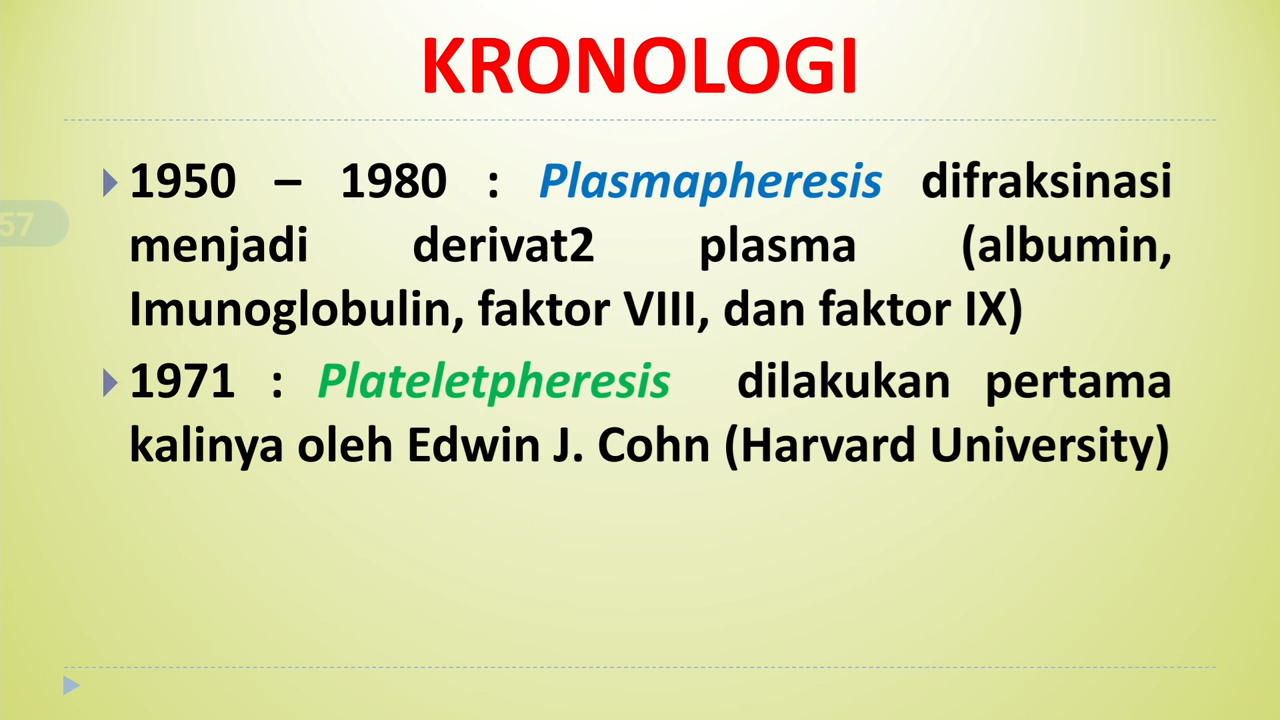 KRONOLOGI
1950 – 1980 : Plasmapheresis difraksinasi
menjadi derivat2 plasma (albumin,
57
Imunoglobulin, faktor VIII, dan faktor IX)
1971 : Plateletpheresis dilakukan pertama
kalinya oleh Edwin J. Cohn (Harvard University)